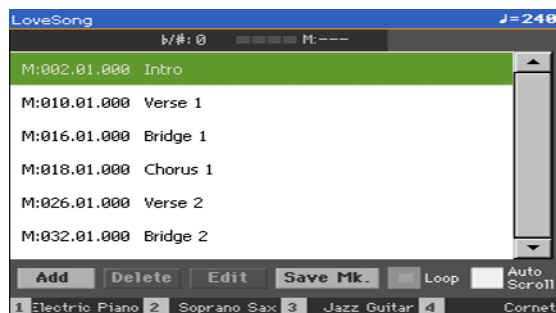 LoveSong ♩=240
b/#: 0 M:---
M:002.01.000 Intro
M:010.01.000 Verse 1
M:016.01.000 Bridge 1
M:018.01.000 Chorus 1
M:026.01.000 Verse 2
M:032.01.000 Bridge 2
Add Delete Edit Save Mk. Loop Auto Scroll
1 Electric Piano 2 Soprano Sax 3 Jazz Guitar 4 Cornet